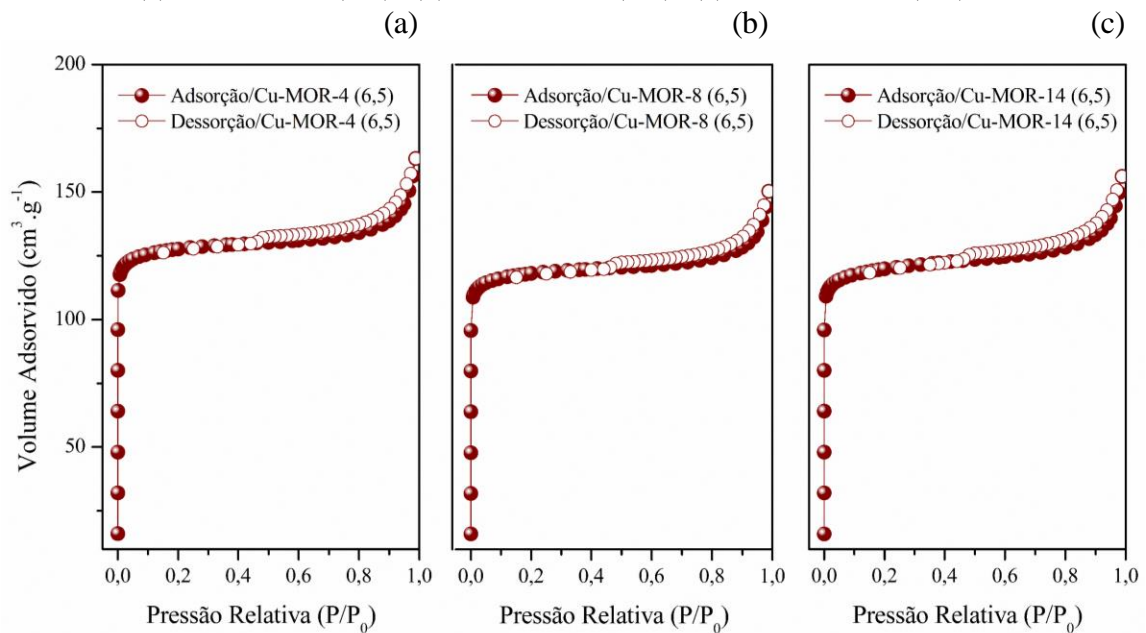 (a)
(b)
(c)
Volume Adsorvido (cm³.g⁻¹)
200
150
100
50
Adsorção/Cu-MOR-4 (6,5)
Dessorção/Cu-MOR-4 (6,5)
0,0 0,2 0,4 0,6 0,8 1,0
Pressão Relativa (P/P₀)
Adsorção/Cu-MOR-8 (6,5)
Dessorção/Cu-MOR-8 (6,5)
0,0 0,2 0,4 0,6 0,8 1,0
Pressão Relativa (P/P₀)
Adsorção/Cu-MOR-14 (6,5)
Dessorção/Cu-MOR-14 (6,5)
0,0 0,2 0,4 0,6 0,8 1,0
Pressão Relativa (P/P₀)